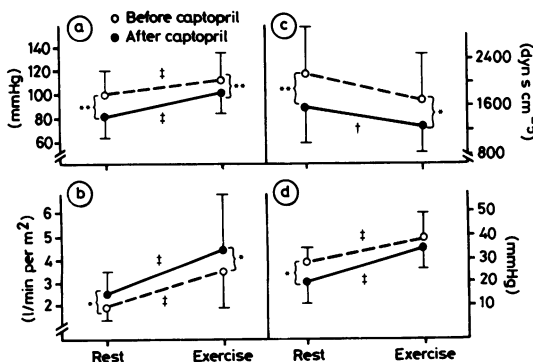 a
○ Before captopril
● After captopril
c
140
120
100
80
60
(mmHg)
‡
‡
**
**
2400
1600
800
(dyn s cm⁻⁵)
**
*
†
b
6
5
4
3
2
(l/min per m²)
‡
‡
*
*
d
50
40
30
20
10
(mmHg)
‡
‡
*
Rest
Exercise
Rest
Exercise